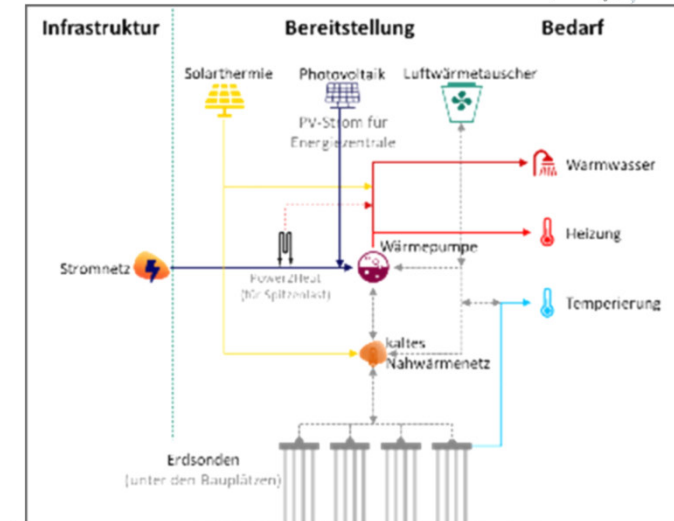 Infrastruktur
Bereitstellung
Bedarf
Solarthermie
Photovoltaik
Luftwärmetauscher
PV-Strom für
Energiezentrale
Warmwasser
Heizung
Wärmepumpe
Stromnetz
Power2Heat
(für Spitzenlast)
Temperierung
kaltes
Nahwärmenetz
Erdsonden
(unter den Bauplätzen)